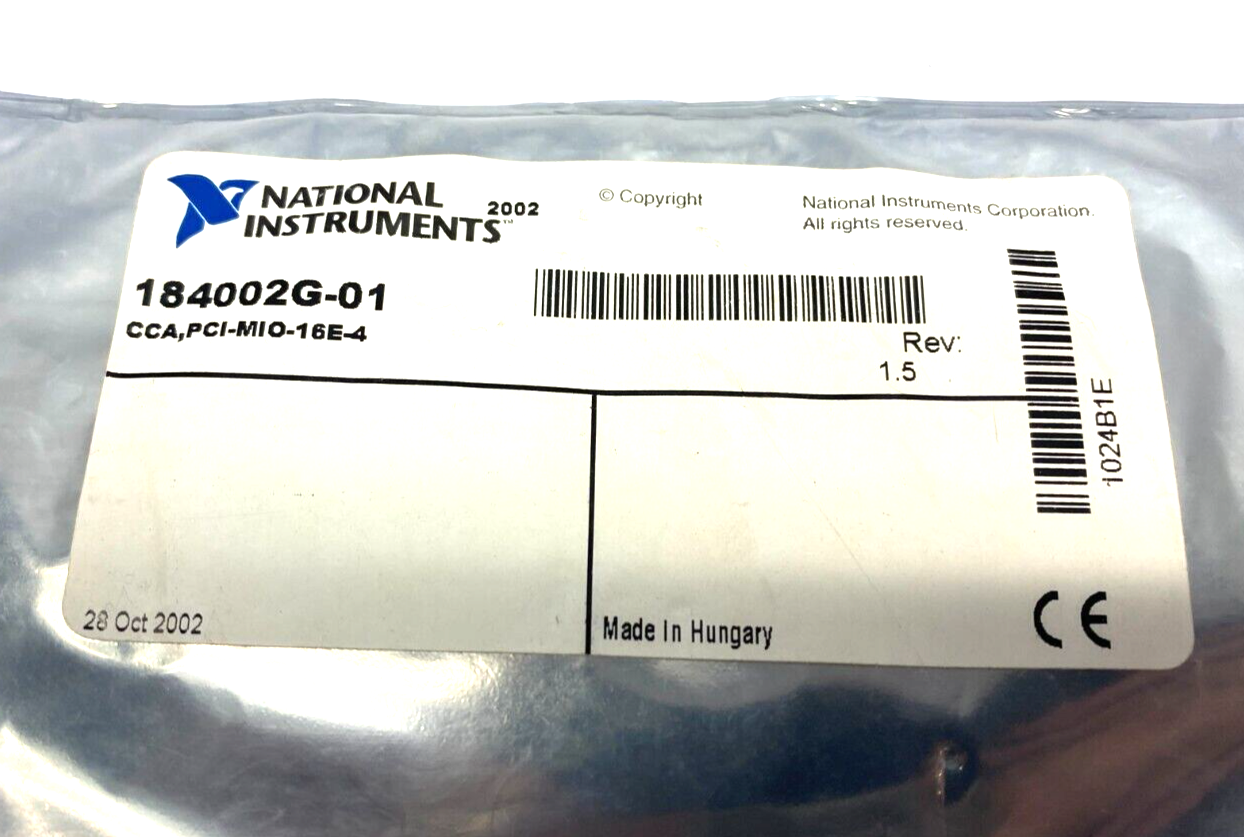 NATIONAL
INSTRUMENTS™ 2002
© Copyright
National Instruments Corporation.
All rights reserved.
184002G-01
CCA,PCI-MIO-16E-4
Rev:
1.5
1024B1E
28 Oct 2002
Made In Hungary
CE